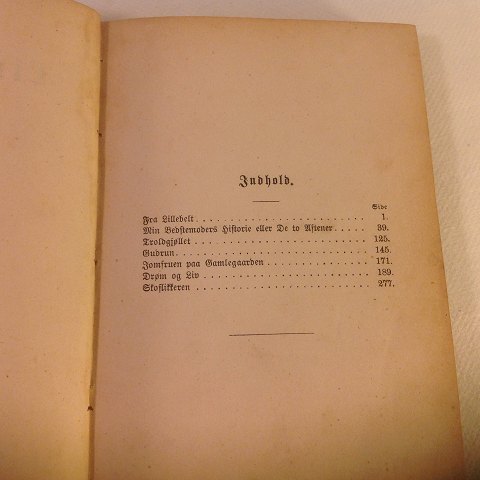 Indhold.
Side
Fra Lillebelt. . . . . . . . . . . . . . . . . . . . . 1.
Min Bedstemoders Historie eller De to Aftener. . . . . 39.
Troldgjøllet . . . . . . . . . . . . . . . . . . . . . 125.
Gudrun. . . . . . . . . . . . . . . . . . . . . . . . 145.
Jomfruen paa Gamlegaarden . . . . . . . . . . . . . . 171.
Drøm og Liv . . . . . . . . . . . . . . . . . . . . . 189.
Skoflikkeren . . . . . . . . . . . . . . . . . . . . . 277.